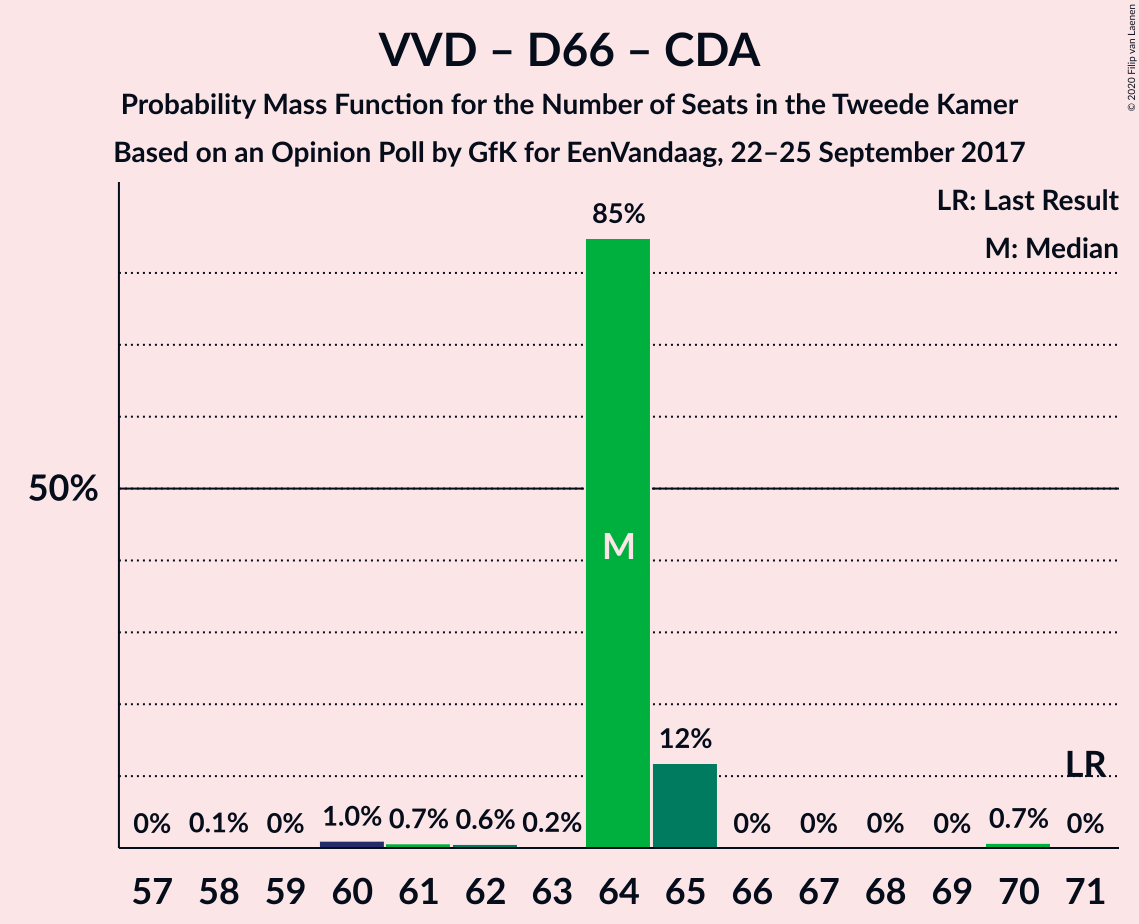 VVD – D66 – CDA
Probability Mass Function for the Number of Seats in the Tweede Kamer
Based on an Opinion Poll by GfK for EenVandaag, 22–25 September 2017
© 2020 Filip van Laenen
LR: Last Result
M: Median
85%
50%
M
12%
LR
0% 0.1% 0% 1.0% 0.7% 0.6% 0.2% 0% 0% 0% 0% 0.7% 0%
57 58 59 60 61 62 63 64 65 66 67 68 69 70 71